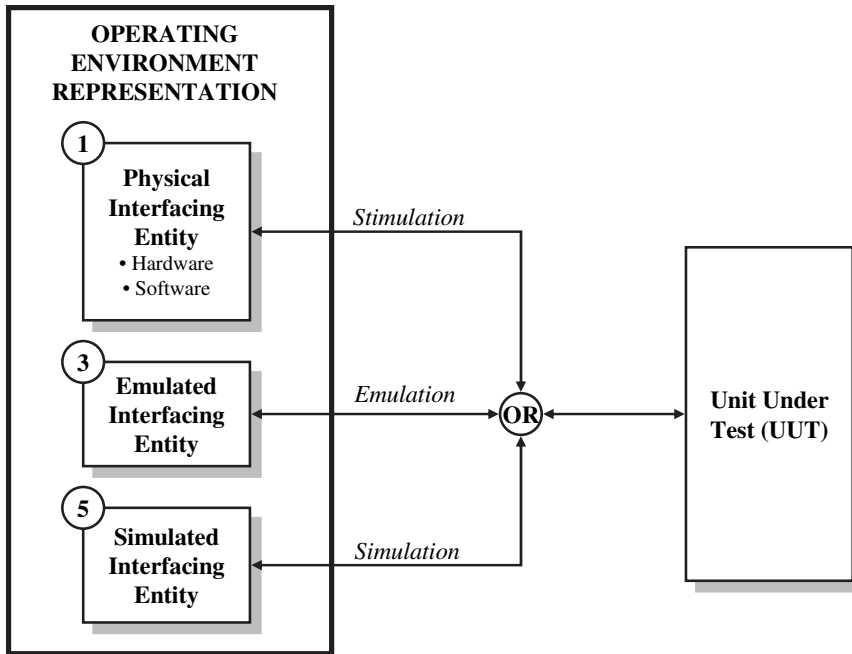 OPERATING
ENVIRONMENT
REPRESENTATION
1
Physical
Interfacing
Entity
• Hardware
• Software
Stimulation
3
Emulated
Interfacing
Entity
Emulation
OR
Unit Under
Test (UUT)
5
Simulated
Interfacing
Entity
Simulation